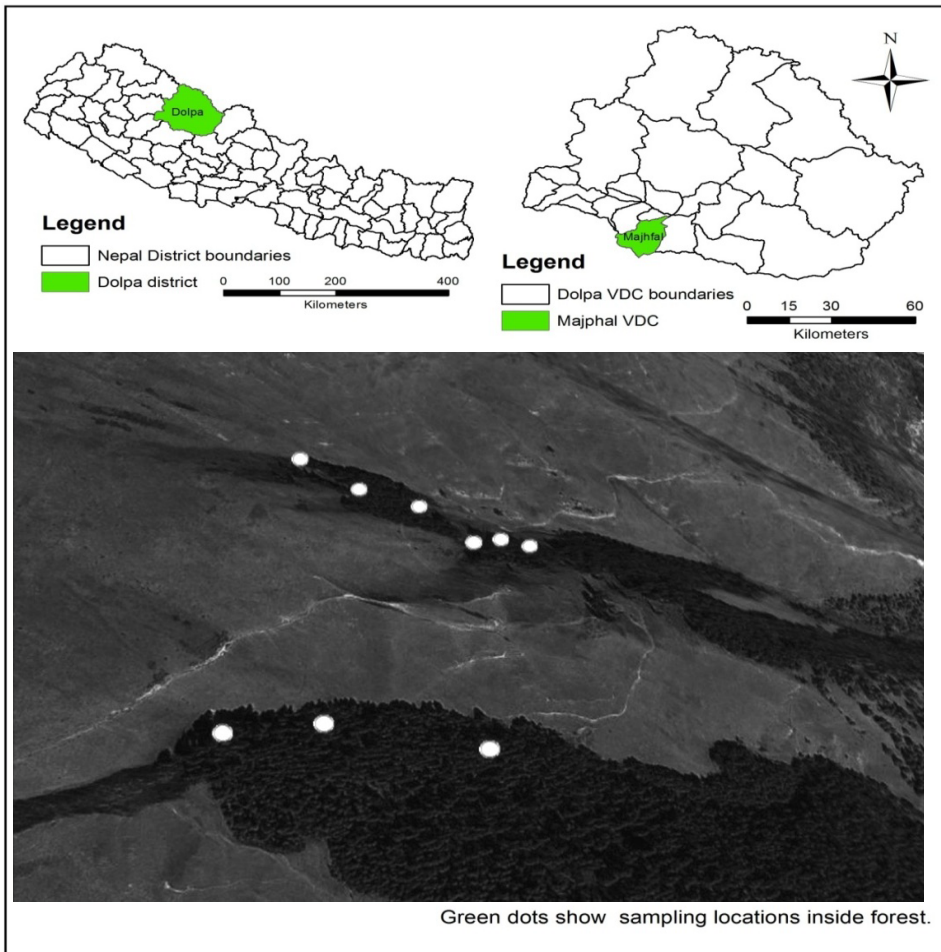 Dolpa
Legend
Nepal District boundaries
Dolpa district
0 100 200 400
Kilometers
N
Majhfal
Legend
Dolpa VDC boundaries
Majphal VDC
0 15 30 60
Kilometers
Green dots show sampling locations inside forest.